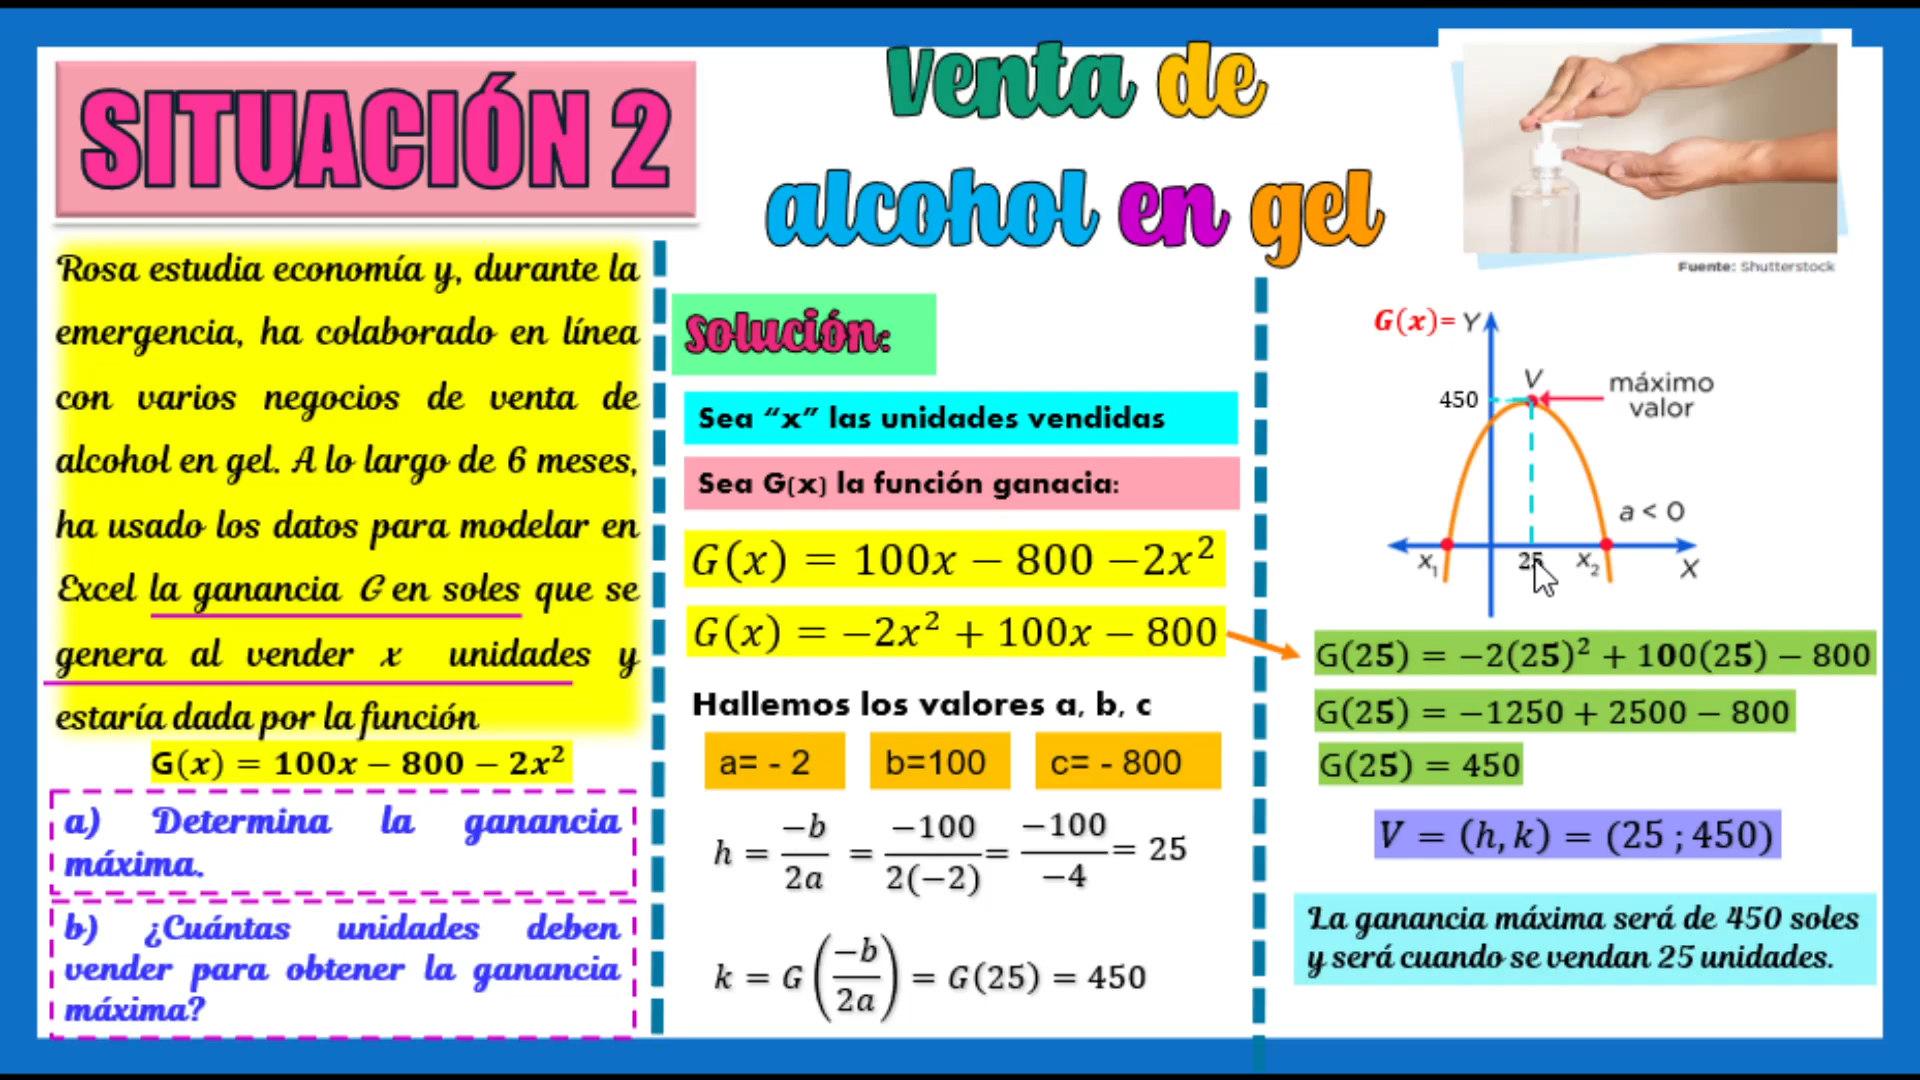 SITUACIÓN 2
Venta de
alcohol en gel
Fuente: Shutterstock
Rosa estudia economía y, durante la
emergencia, ha colaborado en línea
con varios negocios de venta de
alcohol en gel. A lo largo de 6 meses,
ha usado los datos para modelar en
Excel la ganancia G en soles que se
genera al vender x unidades y
estaría dada por la función
G(x) = 100x − 800 − 2x²
a) Determina la ganancia
máxima.
b) ¿Cuántas unidades deben
vender para obtener la ganancia
máxima?
Solución:
Sea “x” las unidades vendidas
Sea G(x) la función ganacia:
G(x) = 100x − 800 −2x²
G(x) = −2x² + 100x − 800
Hallemos los valores a, b, c
a= - 2 b=100 c= - 800
h = −b/2a = −100/2(−2) = −100/−4 = 25
k = G(−b/2a) = G(25) = 450
G(x)= Y
V
máximo
450
valor
a < 0
x₁ 25 x₂ X
G(25) = −2(25)² + 100(25) − 800
G(25) = −1250 + 2500 − 800
G(25) = 450
V = (h, k) = (25 ; 450)
La ganancia máxima será de 450 soles
y será cuando se vendan 25 unidades.